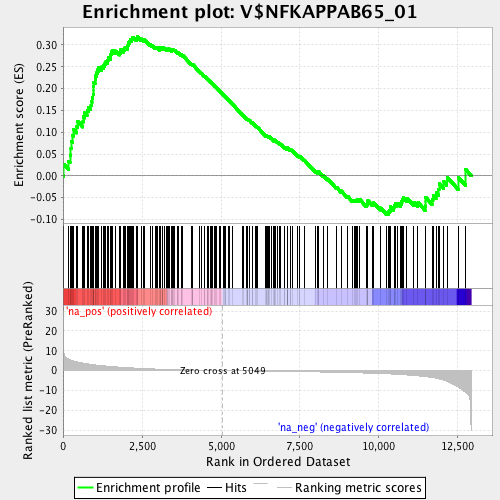 Enrichment plot: V$NFKAPPAB65_01
Enrichment score (ES)
0.30
0.25
0.20
0.15
0.10
0.05
0.00
-0.05
-0.10
Ranked list metric (PreRanked)
30
20
10
0
-10
-20
-30
'na_pos' (positively correlated)
Zero cross at 5049
'na_neg' (negatively correlated)
0
2,500
5,000
7,500
10,000
12,500
Rank in Ordered Dataset
Enrichment profile
Hits
Ranking metric scores